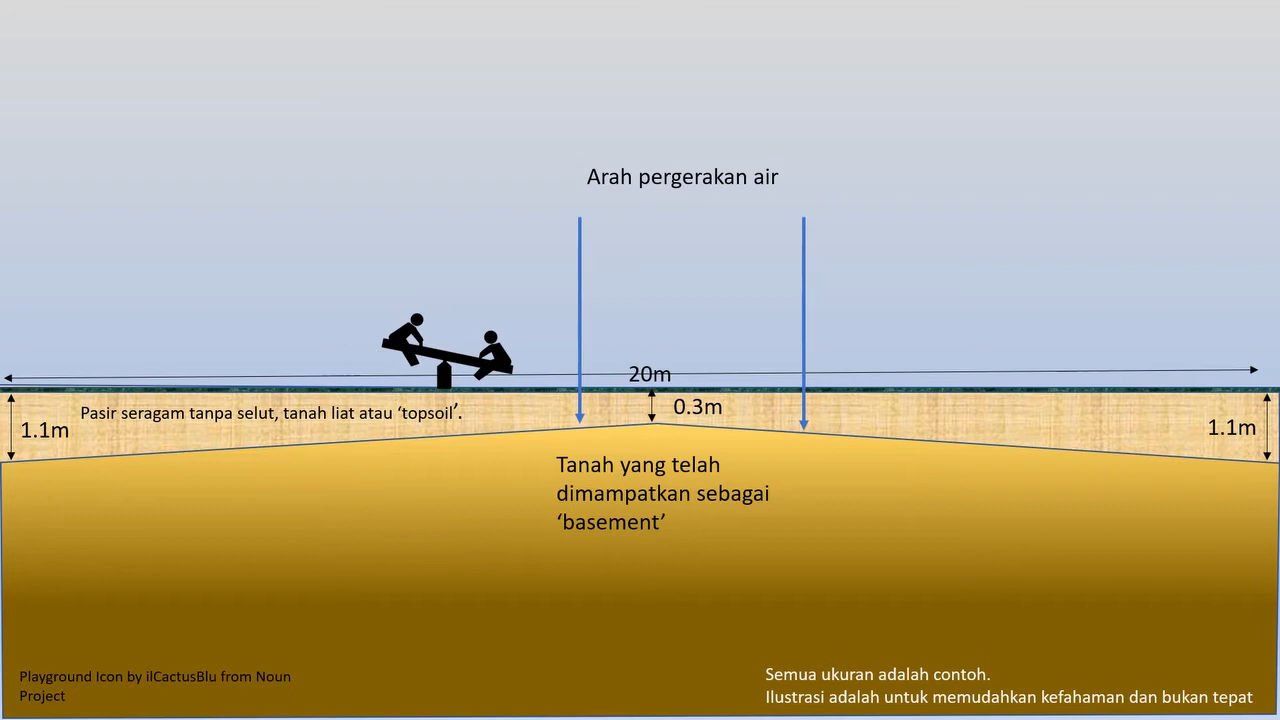 Arah pergerakan air
20m
Pasir seragam tanpa selut, tanah liat atau ‘topsoil’.
0.3m
1.1m
1.1m
Tanah yang telah
dimampatkan sebagai
‘basement’
Playground Icon by ilCactusBlu from Noun
Project
Semua ukuran adalah contoh.
Ilustrasi adalah untuk memudahkan kefahaman dan bukan tepat